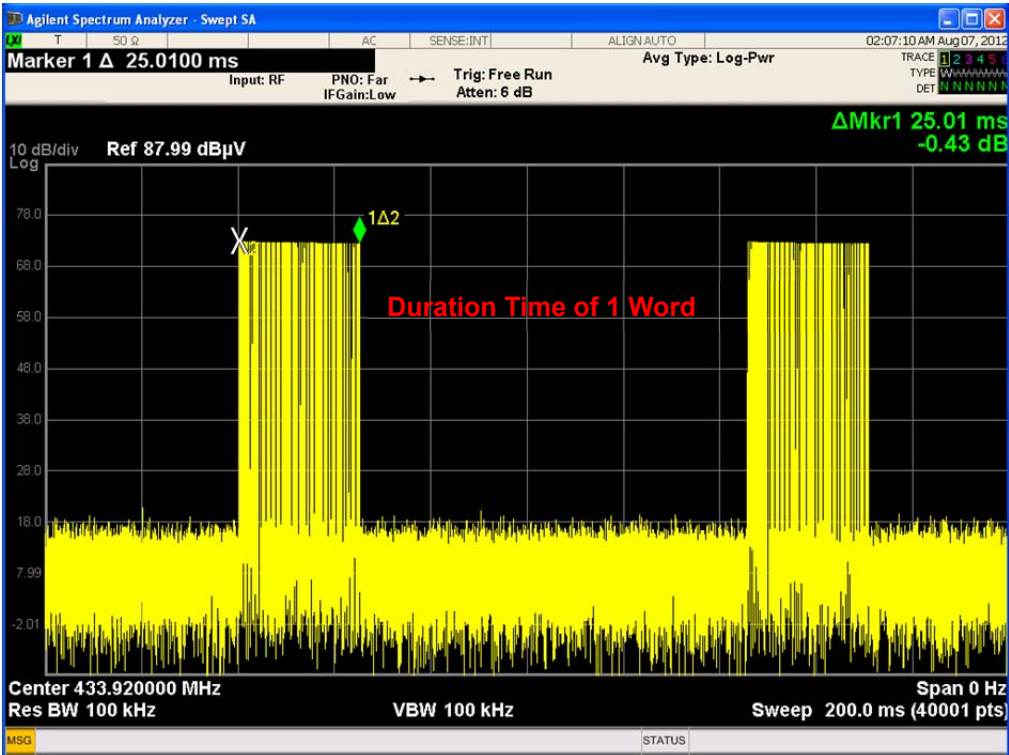 Agilent Spectrum Analyzer - Swept SA
LXI T 50 Ω AC SENSE:INT ALIGN AUTO 02:07:10 AM Aug 07, 2012
Marker 1 Δ 25.0100 ms
Input: RF
PNO: Far
IFGain:Low
Trig: Free Run
Atten: 6 dB
Avg Type: Log-Pwr
TRACE 1 2 3 4 5 6
TYPE W
DET N N N N N N
ΔMkr1 25.01 ms
-0.43 dB
10 dB/div Ref 87.99 dBµV
Log
78.0
68.0
58.0
48.0
38.0
28.0
18.0
7.99
-2.01
X
1Δ2
Duration Time of 1 Word
Center 433.920000 MHz Span 0 Hz
Res BW 100 kHz VBW 100 kHz Sweep 200.0 ms (40001 pts)
MSG STATUS